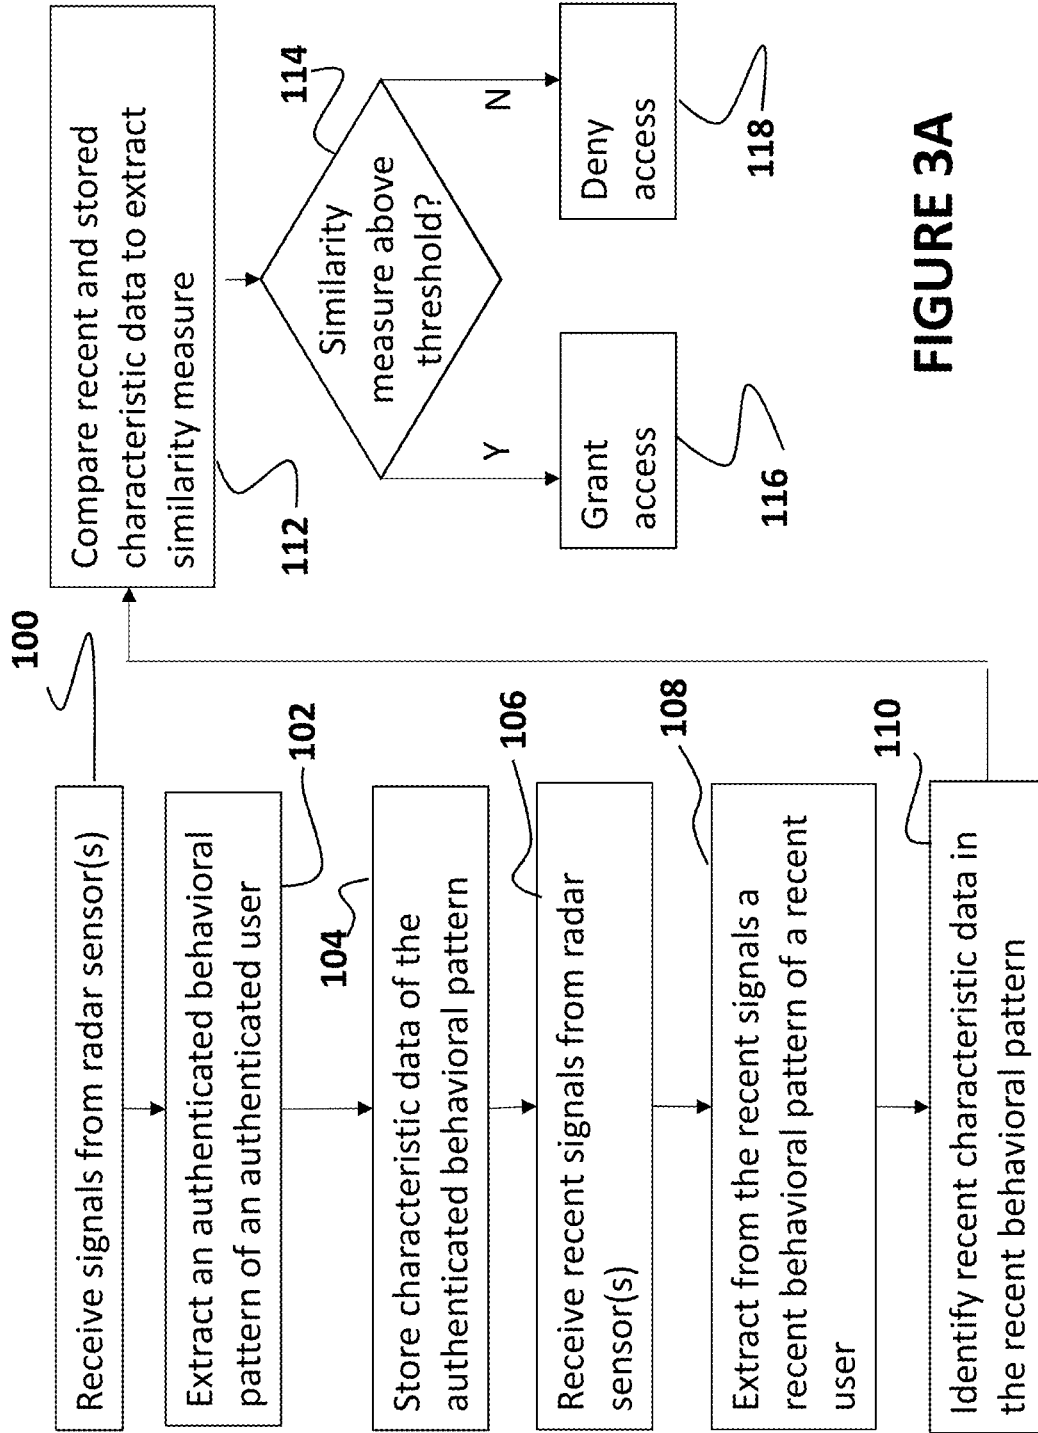 Receive signals from radar sensor(s)
100
Extract an authenticated behavioral
pattern of an authenticated user
102
104
Store characteristic data of the
authenticated behavioral pattern
Receive recent signals from radar
sensor(s)
106
Extract from the recent signals a
recent behavioral pattern of a recent
user
108
Identify recent characteristic data in
the recent behavioral pattern
110
Compare recent and stored
characteristic data to extract
similarity measure
112
Similarity
measure above
threshold?
114
Y
N
Grant
access
116
Deny
access
118
FIGURE 3A